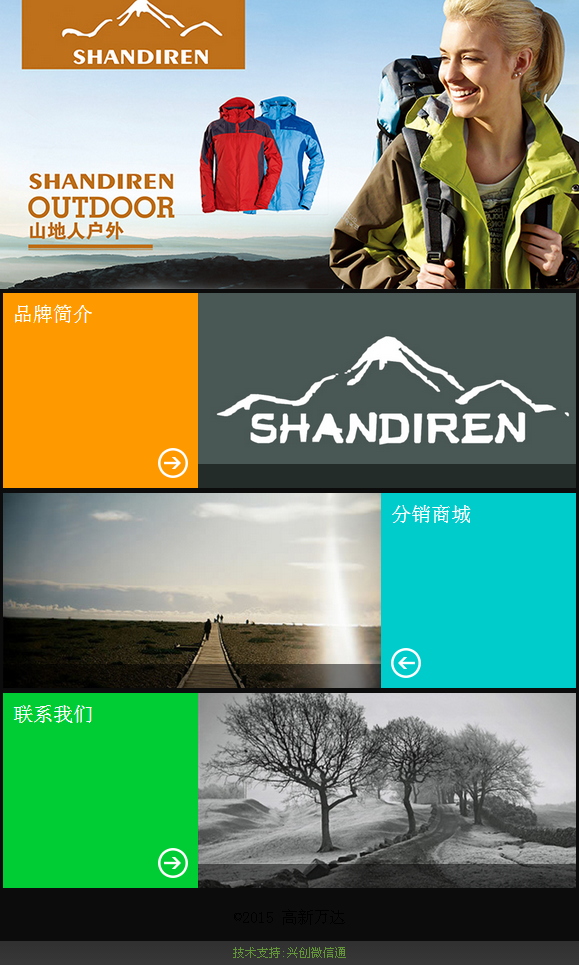 SHANDIREN
SHANDIREN
OUTDOOR
山地人户外
品牌简介
SHANDIREN
分销商城
联系我们
©2015 高新万达
技术支持:兴创微信通